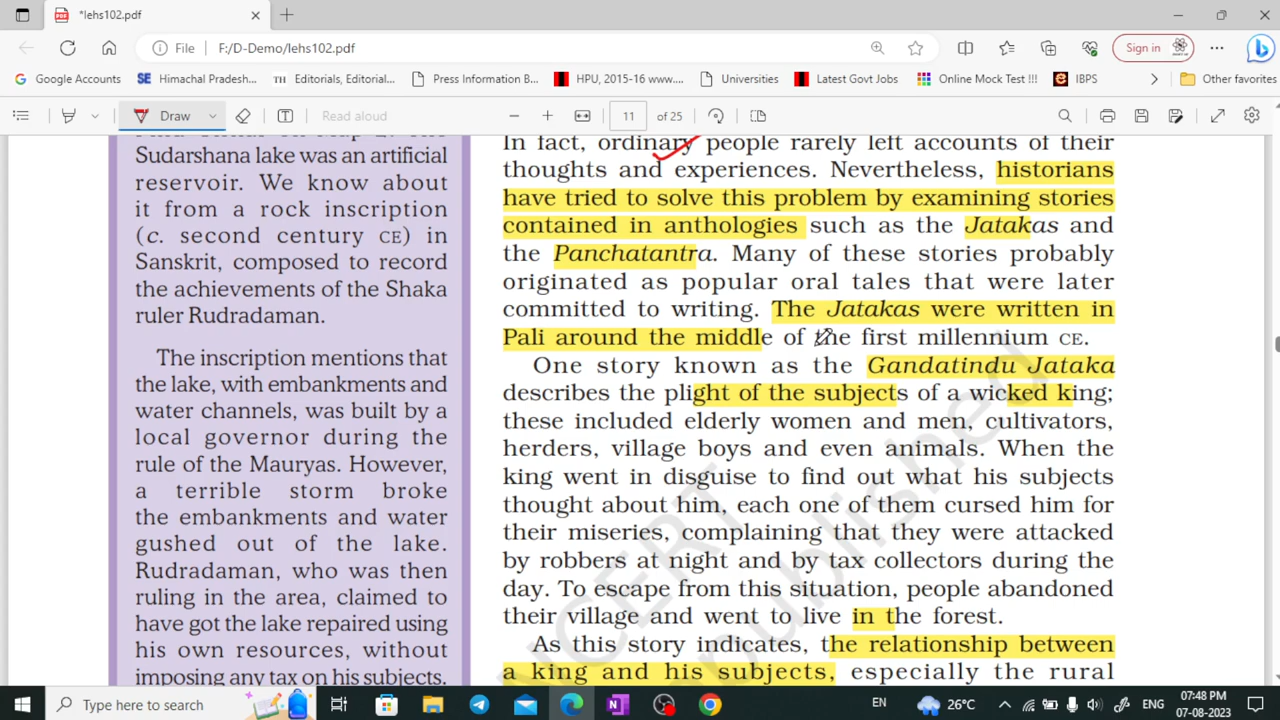 *lehs102.pdf
File
F:/D-Demo/lehs102.pdf
Sign in
Google Accounts
SE Himachal Pradesh...
TH Editorials, Editorial...
Press Information B...
HPU, 2015-16 www....
Universities
Latest Govt Jobs
Online Mock Test !!!
IBPS
Other favorites
Draw
Read aloud
11 of 25
Sudarshana lake was an artificial
reservoir. We know about
it from a rock inscription
(c. second century CE) in
Sanskrit, composed to record
the achievements of the Shaka
ruler Rudradaman.
The inscription mentions that
the lake, with embankments and
water channels, was built by a
local governor during the
rule of the Mauryas. However,
a terrible storm broke
the embankments and water
gushed out of the lake.
Rudradaman, who was then
ruling in the area, claimed to
have got the lake repaired using
his own resources, without
imposing any tax on his subjects.
In fact, ordinary people rarely left accounts of their
thoughts and experiences. Nevertheless, historians
have tried to solve this problem by examining stories
contained in anthologies such as the Jatakas and
the Panchatantra. Many of these stories probably
originated as popular oral tales that were later
committed to writing. The Jatakas were written in
Pali around the middle of the first millennium CE.
One story known as the Gandatindu Jataka
describes the plight of the subjects of a wicked king;
these included elderly women and men, cultivators,
herders, village boys and even animals. When the
king went in disguise to find out what his subjects
thought about him, each one of them cursed him for
their miseries, complaining that they were attacked
by robbers at night and by tax collectors during the
day. To escape from this situation, people abandoned
their village and went to live in the forest.
As this story indicates, the relationship between
a king and his subjects, especially the rural
NCERT
published
Type here to search
EN
26°C
ENG
07:48 PM
07-08-2023